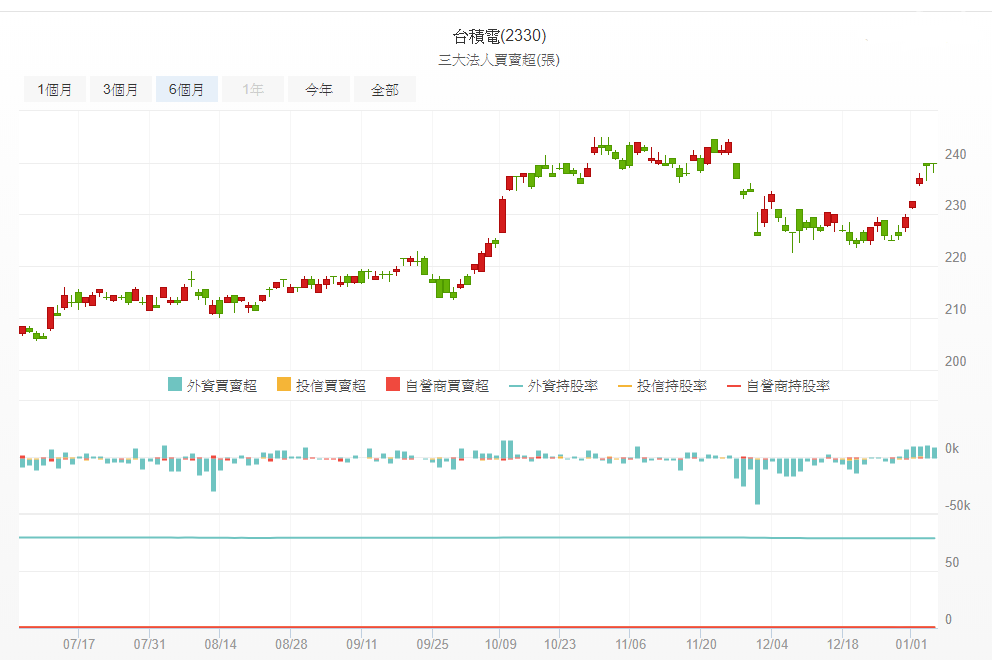 台積電(2330)
三大法人買賣超(張)
1個月 3個月 6個月 1年 今年 全部
240
230
220
210
200
外資買賣超 投信買賣超 自營商買賣超 外資持股率 投信持股率 自營商持股率
0k
-50k
50
0
07/17 07/31 08/14 08/28 09/11 09/25 10/09 10/23 11/06 11/20 12/04 12/18 01/01